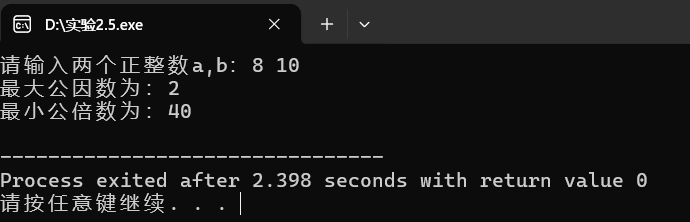 D:\实验2.5.exe
请输入两个正整数a,b: 8 10
最大公因数为: 2
最小公倍数为: 40
--------------------------------
Process exited after 2.398 seconds with return value 0
请按任意键继续. . .